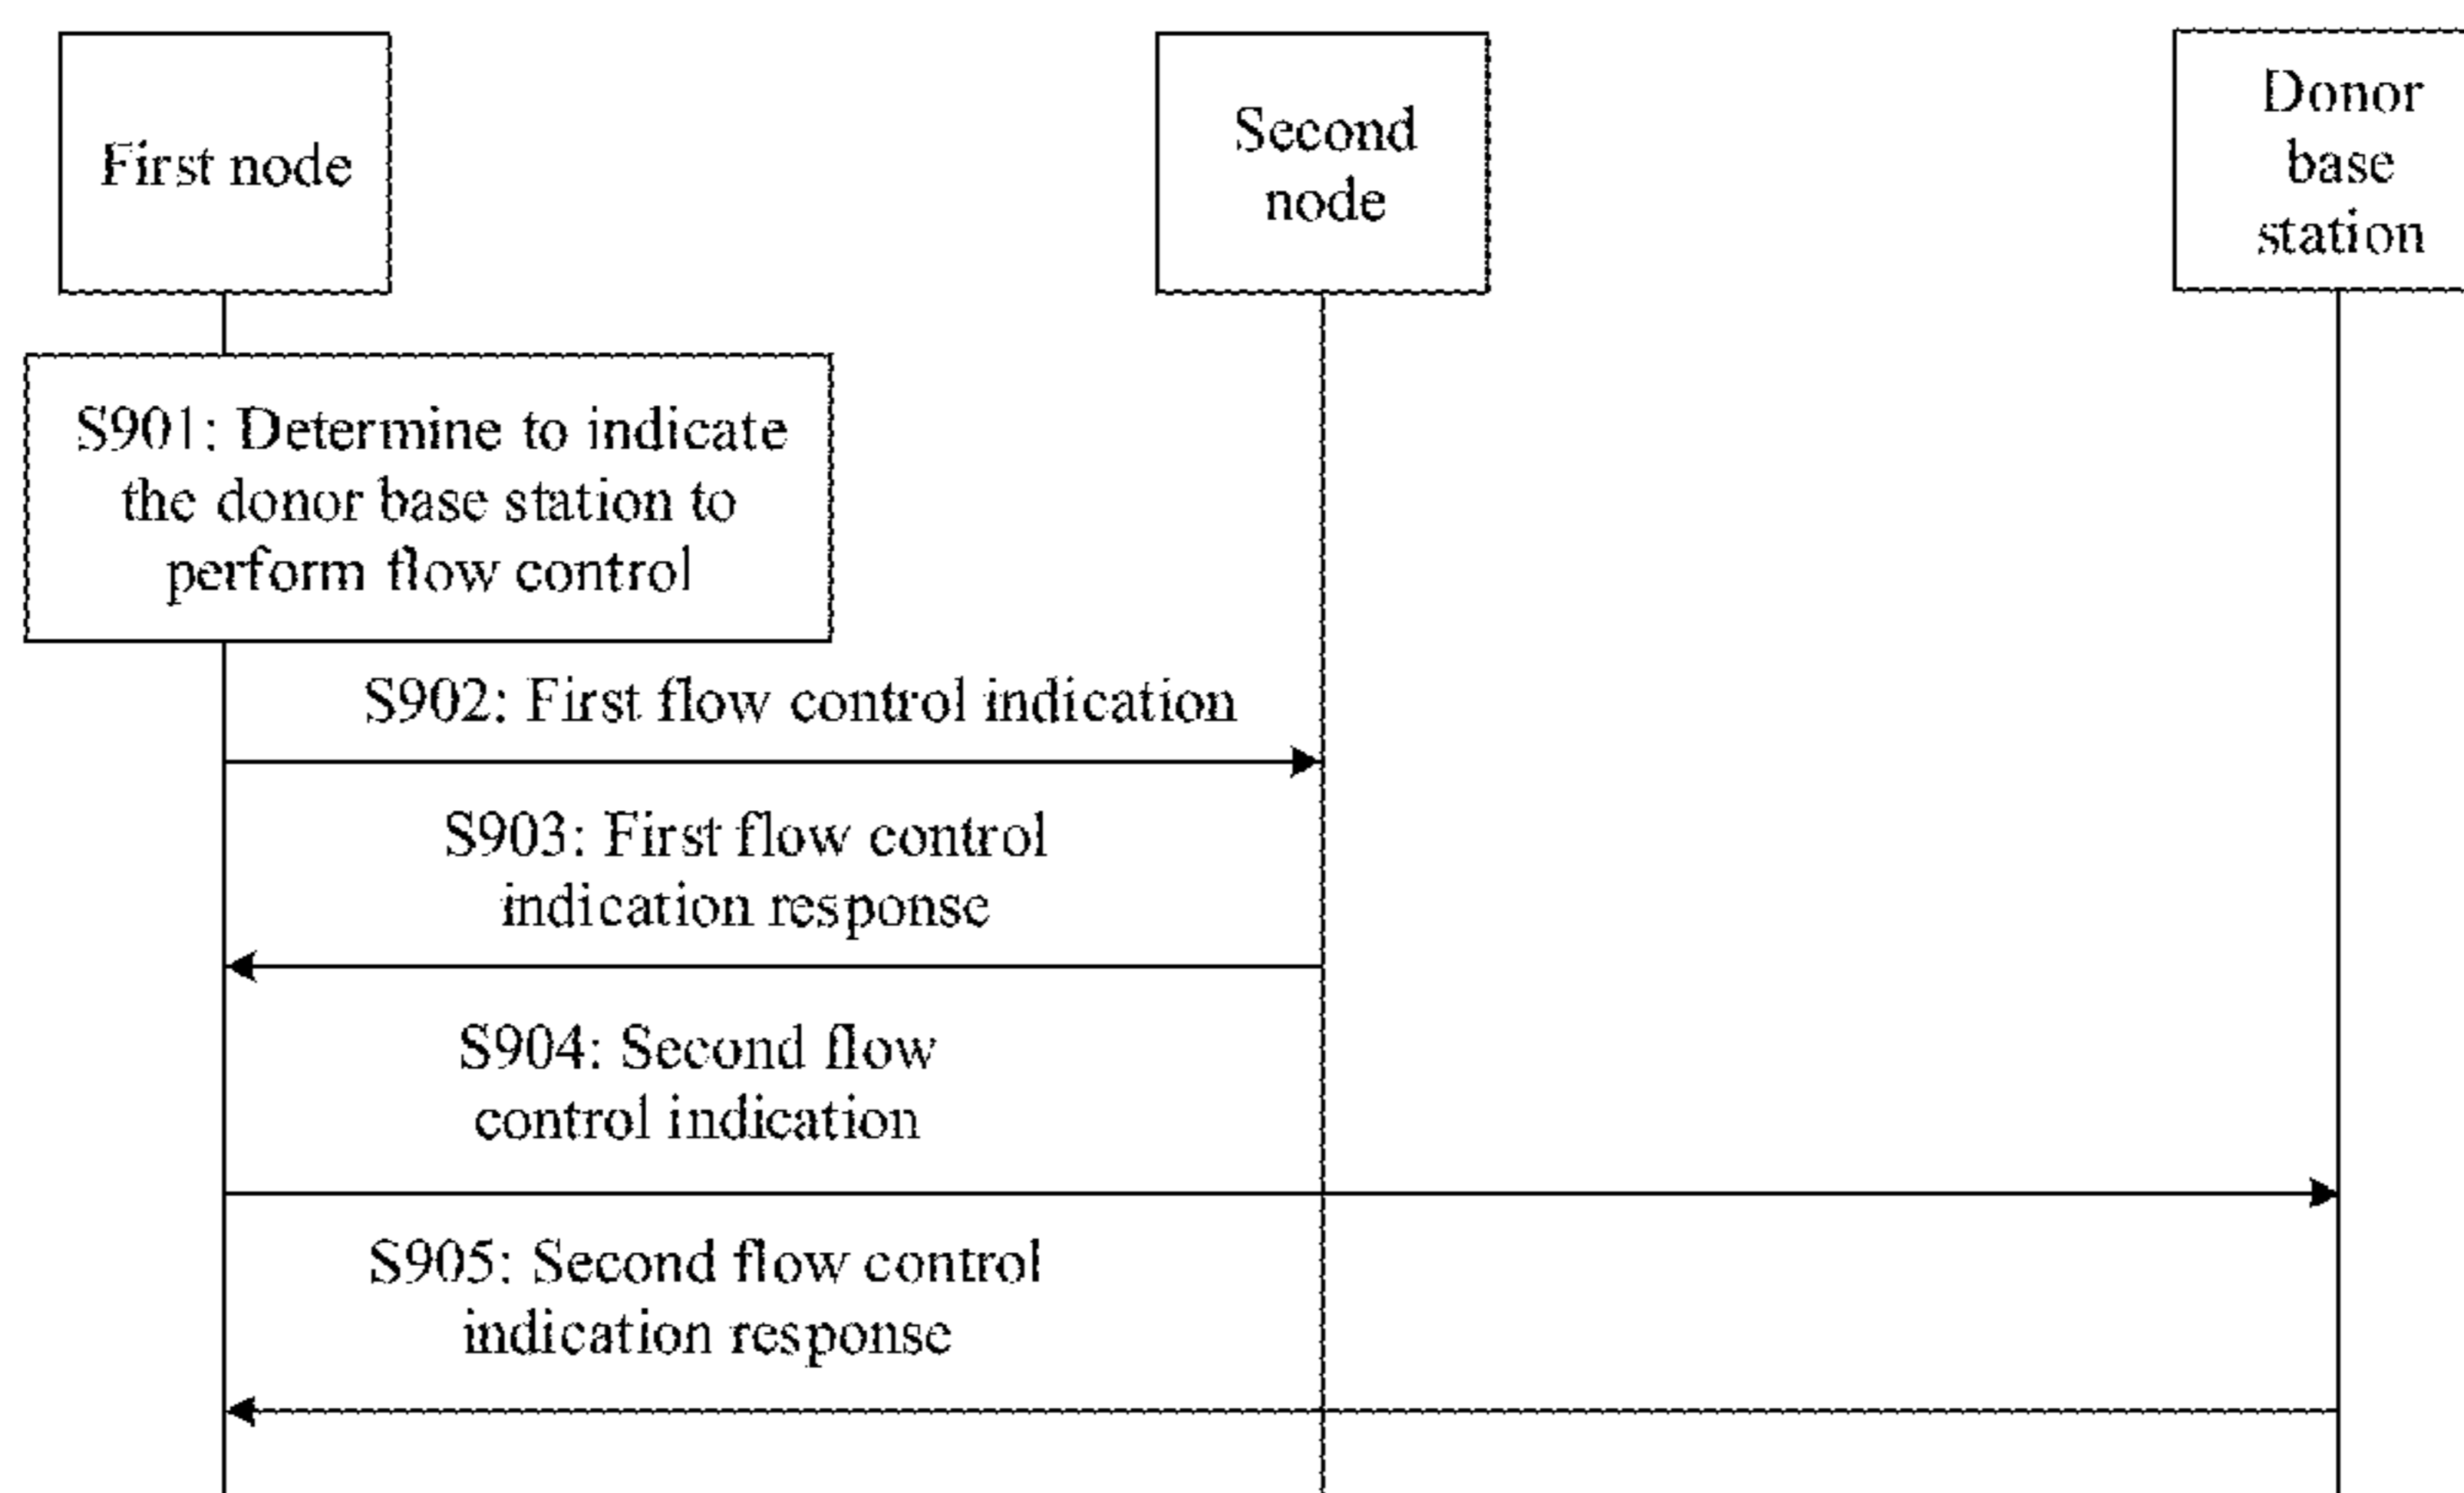 First node
Second
node
Donor
base
station
S901: Determine to indicate
the donor base station to
perform flow control
S902: First flow control indication
S903: First flow control
indication response
S904: Second flow
control indication
S905: Second flow control
indication response